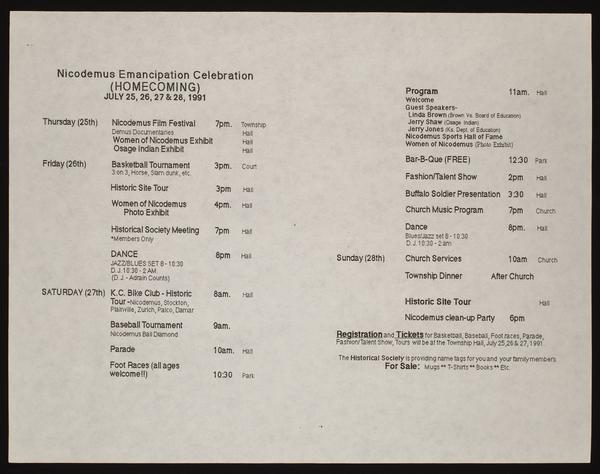 Nicodemus Emancipation Celebration
(HOMECOMING)
JULY 25, 26, 27 & 28, 1991
Thursday (25th) Nicodemus Film Festival 7pm. Township
Demus Documentaries Hall
Women of Nicodemus Exhibit Hall
Osage Indian Exhibit Hall
Friday (26th) Basketball Tournament 3pm. Court
3 on 3, Horse, Slam dunk, etc.
Historic Site Tour 3pm Hall
Women of Nicodemus 4pm. Hall
Photo Exhibit
Historical Society Meeting 7pm Hall
*Members Only
DANCE 8pm Hall
JAZZ/BLUES SET 8 - 10:30
D.J. 10:30 - 2 AM.
(D.J. - Adrain Counts)
SATURDAY (27th) K.C. Bike Club - Historic 8am. Hall
Tour -Nicodemus, Stockton,
Plainville, Zurich, Palco, Damar
Baseball Tournament 9am.
Nicodemus Ball Diamond
Parade 10am. Hall
Foot Races (all ages
welcome!!) 10:30 Park
Program 11am. Hall
Welcome
Guest Speakers-
Linda Brown (Brown Vs. Board of Education)
Jerry Shaw (Osage Indian)
Jerry Jones (Ks. Dept. of Education)
Nicodemus Sports Hall of Fame
Women of Nicodemus (Photo Exhibit)
Bar-B-Que (FREE) 12:30 Park
Fashion/Talent Show 2pm Hall
Buffalo Soldier Presentation 3:30 Hall
Church Music Program 7pm Church
Dance 8pm. Hall
Blues/Jazz set 8 - 10:30
D.J. 10:30 - 2 am
Sunday (28th) Church Services 10am Church
Township Dinner After Church
Historic Site Tour Hall
Nicodemus clean-up Party 6pm
Registration and Tickets for Basketball, Baseball, Foot races, Parade,
Fashion/Talent Show, Tours will be at the Township Hall, July 25,26 & 27, 1991.
The Historical Society is providing name tags for you and your family members.
For Sale: Mugs ** T-Shirts ** Books ** Etc.